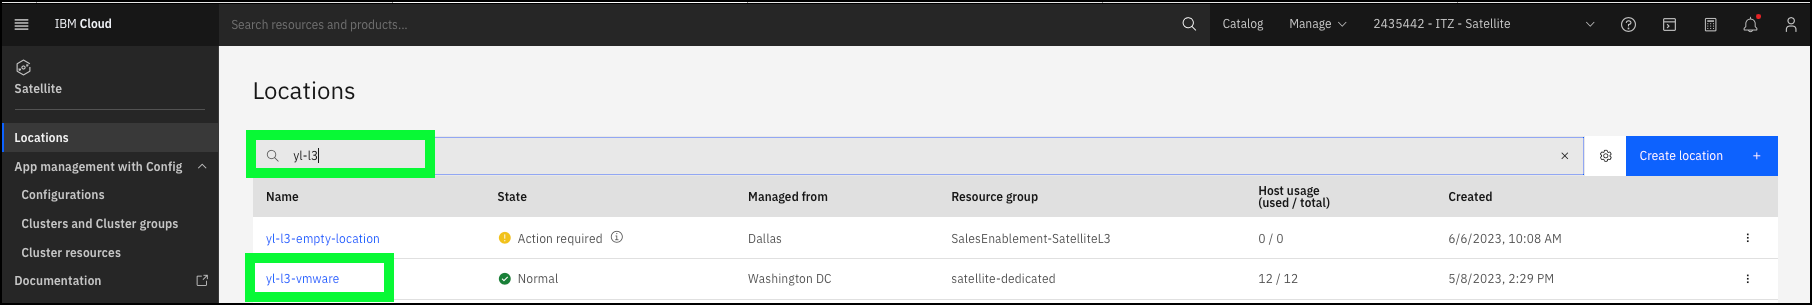 IBM Cloud
Search resources and products...
Catalog
Manage
2435442 - ITZ - Satellite
Satellite
Locations
App management with Config
Configurations
Clusters and Cluster groups
Cluster resources
Documentation
Locations
yl-l3
Create location +
Name State Managed from Resource group Host usage (used / total) Created
yl-l3-empty-location Action required Dallas SalesEnablement-SatelliteL3 0 / 0 6/6/2023, 10:08 AM
yl-l3-vmware Normal Washington DC satellite-dedicated 12 / 12 5/8/2023, 2:29 PM